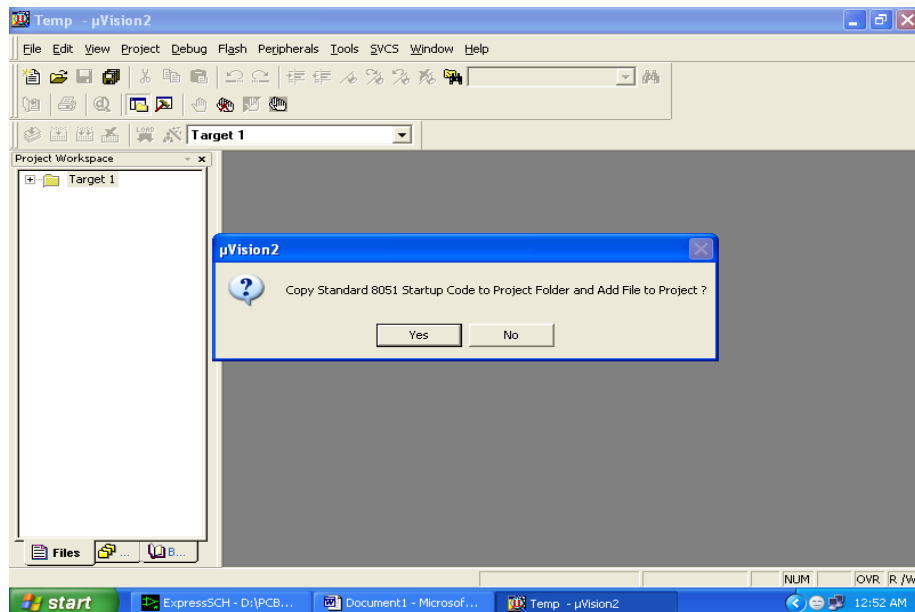 Temp - µVision2
File Edit View Project Debug Flash Peripherals Tools SVCS Window Help
LOAD Target 1
Project Workspace
Target 1
µVision2
Copy Standard 8051 Startup Code to Project Folder and Add File to Project ?
Yes No
Files ... B...
NUM OVR R/W
start ExpressSCH - D:\PCB... Document1 - Microsof... Temp - µVision2 12:52 AM